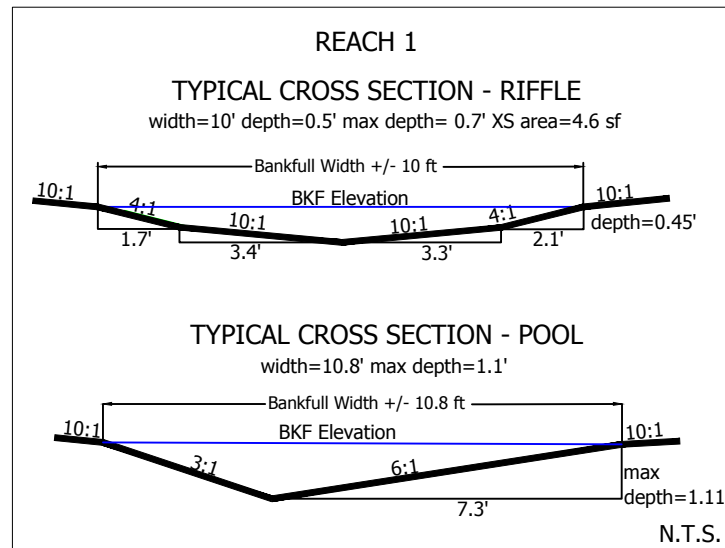 REACH 1
TYPICAL CROSS SECTION - RIFFLE
width=10' depth=0.5' max depth= 0.7' XS area=4.6 sf
Bankfull Width +/- 10 ft
10:1
4:1
BKF Elevation
4:1
10:1
10:1
10:1
depth=0.45'
1.7'
3.4'
3.3'
2.1'
TYPICAL CROSS SECTION - POOL
width=10.8' max depth=1.1'
Bankfull Width +/- 10.8 ft
10:1
BKF Elevation
10:1
3:1
6:1
max
depth=1.11
7.3'
N.T.S.